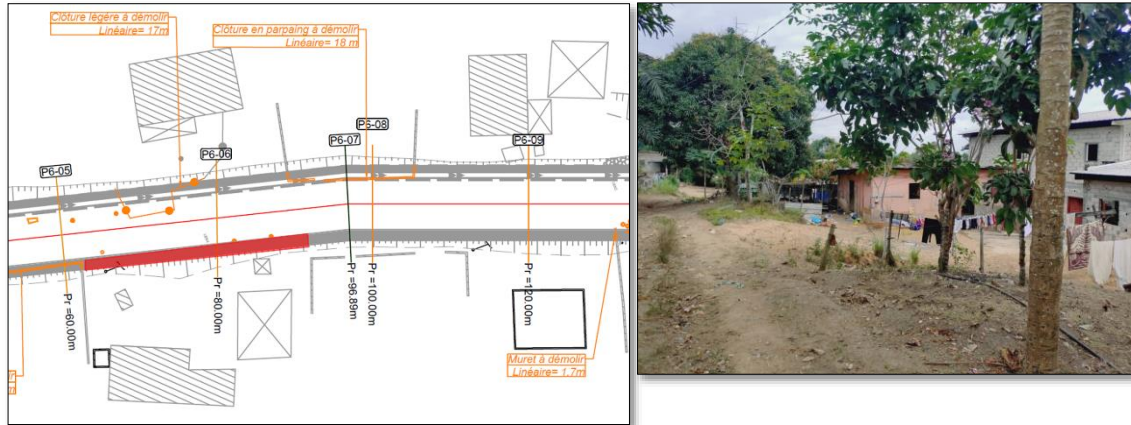 Clôture légère à démolir
Linéaire= 17m
Clôture en parpaing à démolir
Linéaire= 18 m
P6-05
P6-06
P6-07
P6-08
P6-09
Pr =60.00m
Pr =80.00m
Pr =96.89m
Pr =100.00m
Pr =120.00m
Muret à démolir
Linéaire= 1.7m